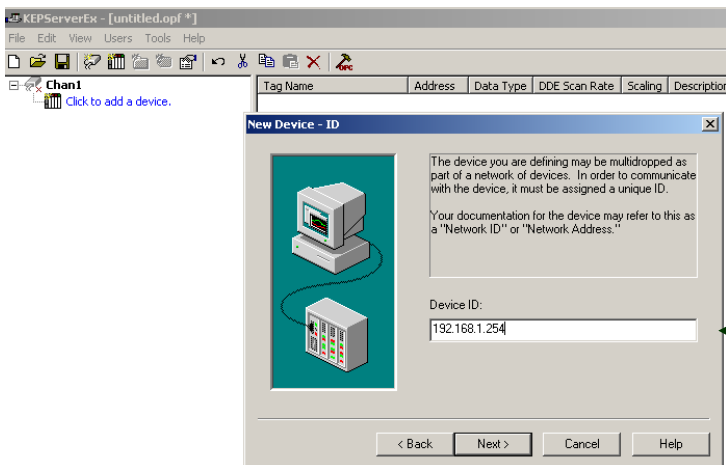 KEPServerEx - [untitled.opf *]
File Edit View Users Tools Help
OPC
Chan1
Click to add a device.
Tag Name Address Data Type DDE Scan Rate Scaling Description
New Device - ID
The device you are defining may be multidropped as
part of a network of devices. In order to communicate
with the device, it must be assigned a unique ID.
Your documentation for the device may refer to this as
a "Network ID" or "Network Address."
Device ID:
192.168.1.254
< Back Next > Cancel Help